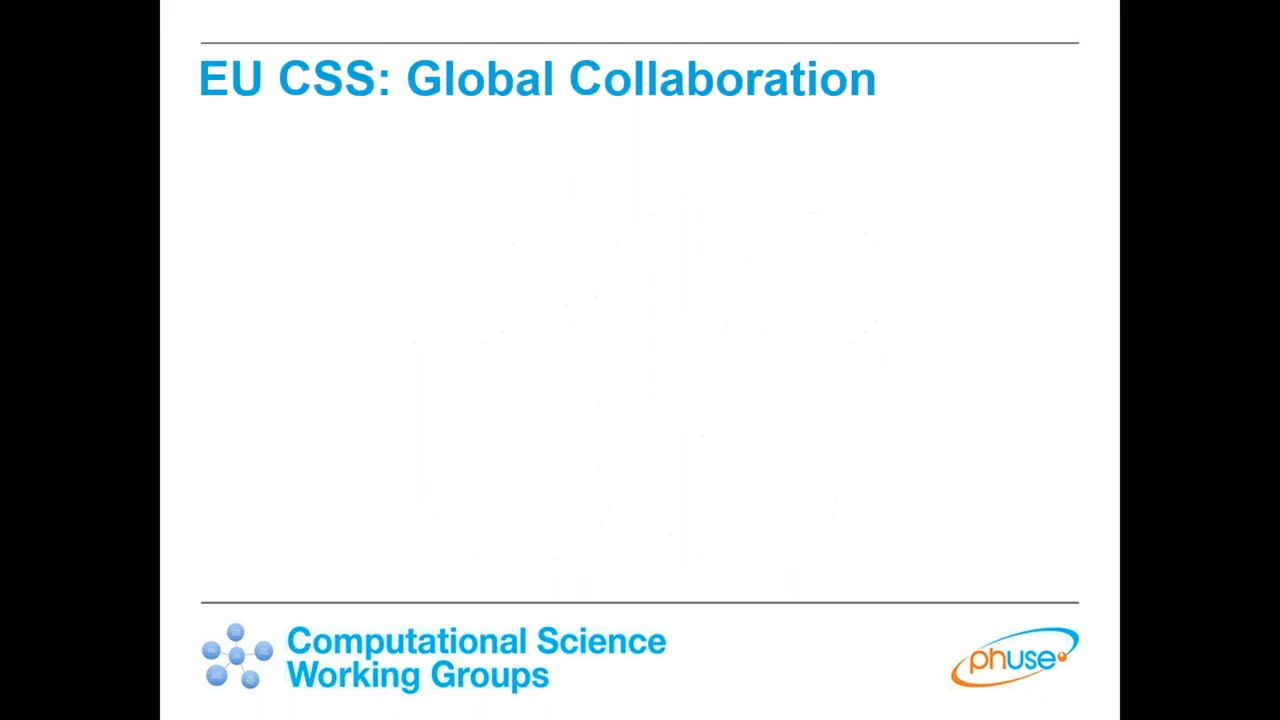 EU CSS: Global Collaboration
Computational Science
Working Groups
phuse